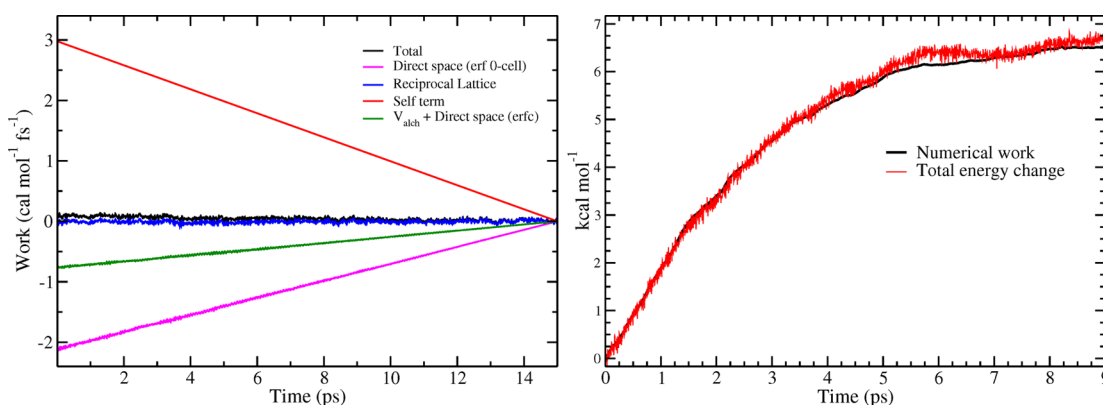 3
2
1
0
-1
-2
Work (cal mol⁻¹ fs⁻¹)
Total
Direct space (erf 0-cell)
Reciprocal Lattice
Self term
V_alch + Direct space (erfc)
2 4 6 8 10 12 14
Time (ps)
7
6
5
4
3
2
1
0
kcal mol⁻¹
Numerical work
Total energy change
0 1 2 3 4 5 6 7 8 9
Time (ps)